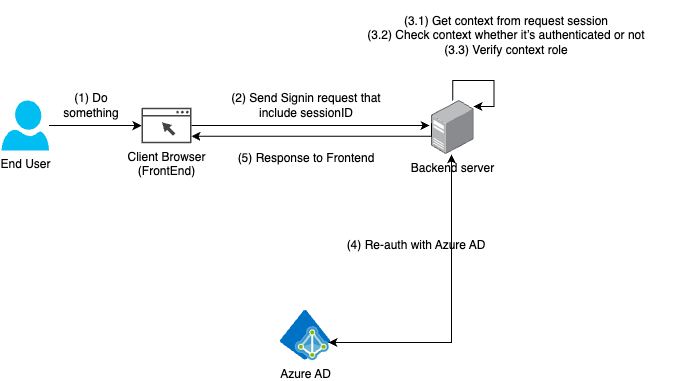 (3.1) Get context from request session
(3.2) Check context whether it's authenticated or not
(3.3) Verify context role
(1) Do
something
(2) Send Signin request that
include sessionID
End User
Client Browser
(FrontEnd)
(5) Response to Frontend
Backend server
(4) Re-auth with Azure AD
Azure AD